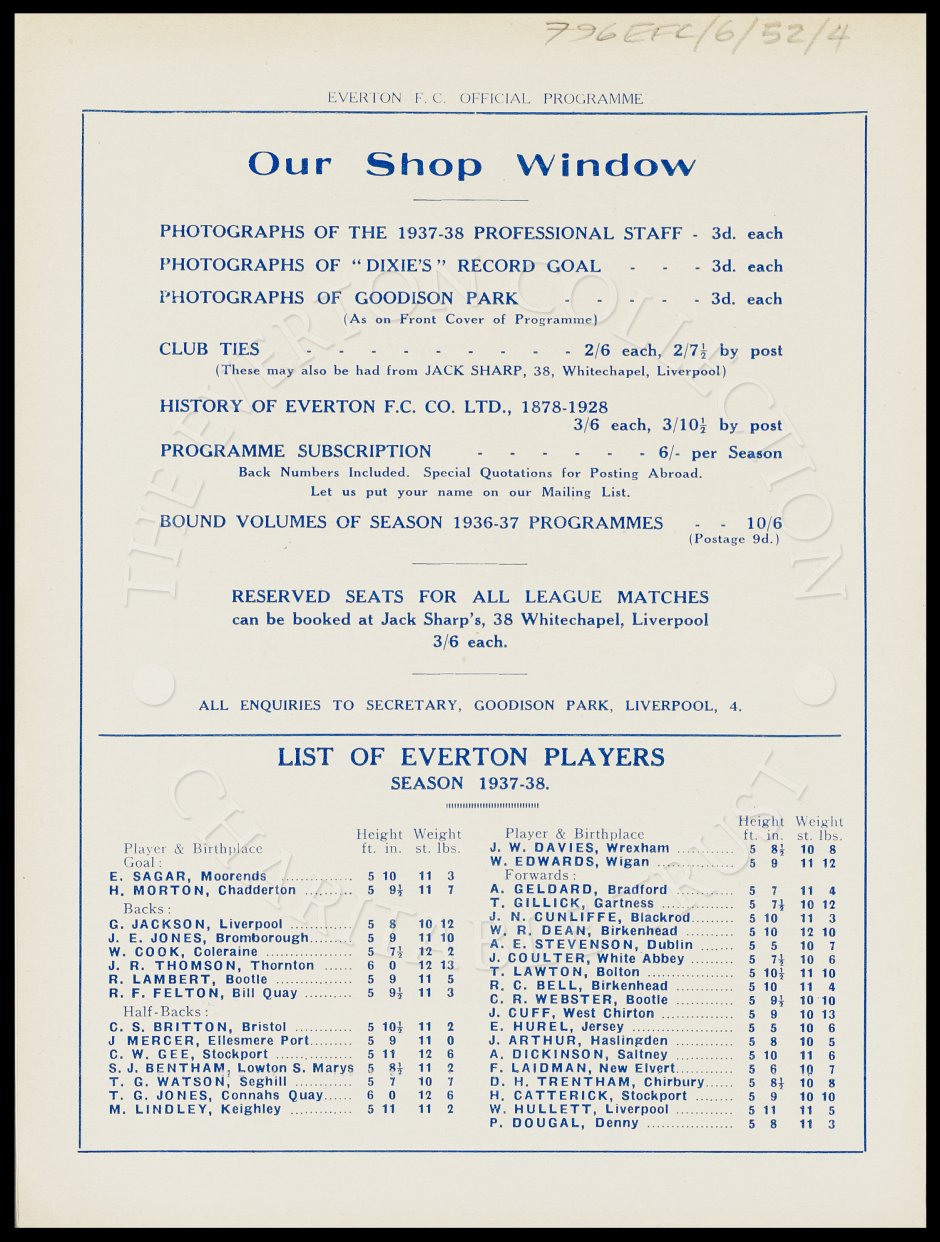 796EFC/6/52/4
EVERTON F. C. OFFICIAL PROGRAMME
Our Shop Window
PHOTOGRAPHS OF THE 1937-38 PROFESSIONAL STAFF - 3d. each
PHOTOGRAPHS OF "DIXIE'S" RECORD GOAL - - - 3d. each
PHOTOGRAPHS OF GOODISON PARK - - - - - 3d. each
(As on Front Cover of Programme)
CLUB TIES - - - - - - - - - 2/6 each, 2/7½ by post
(These may also be had from JACK SHARP, 38, Whitechapel, Liverpool)
HISTORY OF EVERTON F.C. CO. LTD., 1878-1928
3/6 each, 3/10½ by post
PROGRAMME SUBSCRIPTION - - - - - - 6/- per Season
Back Numbers Included. Special Quotations for Posting Abroad.
Let us put your name on our Mailing List.
BOUND VOLUMES OF SEASON 1936-37 PROGRAMMES - - 10/6
(Postage 9d.)
RESERVED SEATS FOR ALL LEAGUE MATCHES
can be booked at Jack Sharp's, 38 Whitechapel, Liverpool
3/6 each.
ALL ENQUIRIES TO SECRETARY, GOODISON PARK, LIVERPOOL, 4.
LIST OF EVERTON PLAYERS
SEASON 1937-38.
Height Weight
Player & Birthplace ft. in. st. lbs.
Goal :
E. SAGAR, Moorends ............... 5 10 11 3
H. MORTON, Chadderton ............ 5 9½ 11 7
Backs :
G. JACKSON, Liverpool ............ 5 8 10 12
J. E. JONES, Bromborough....... 5 9 11 10
W. COOK, Coleraine ............... 5 7½ 12 2
J. R. THOMSON, Thornton ...... 6 0 12 13
R. LAMBERT, Bootle ............... 5 9 11 5
R. F. FELTON, Bill Quay .......... 5 9½ 11 3
Half-Backs :
C. S. BRITTON, Bristol ............ 5 10½ 11 2
J MERCER, Ellesmere Port........ 5 9 11 0
C. W. GEE, Stockport ............... 5 11 12 6
S. J. BENTHAM, Lowton S. Marys 5 8½ 11 2
T. G. WATSON, Seghill ............ 5 7 10 7
T. G. JONES, Connahs Quay...... 6 0 12 6
M. LINDLEY, Keighley ............. 5 11 11 2
Height Weight
Player & Birthplace ft. in. st. lbs.
J. W. DAVIES, Wrexham ........... 5 8½ 10 8
W. EDWARDS, Wigan ............... 5 9 11 12
Forwards :
A. GELDARD, Bradford ............ 5 7 11 4
T. GILLICK, Gartness ............... 5 7½ 10 12
J. N. CUNLIFFE, Blackrod......... 5 10 11 3
W. R. DEAN, Birkenhead .......... 5 10 12 10
A. E. STEVENSON, Dublin ...... 5 5 10 7
J. COULTER, White Abbey ........ 5 7½ 10 6
T. LAWTON, Bolton ................ 5 10½ 11 10
R. C. BELL, Birkenhead ........... 5 10 11 4
C. R. WEBSTER, Bootle .......... 5 9½ 10 10
J. CUFF, West Chirton ............ 5 9 10 13
E. HUREL, Jersey .................. 5 5 10 6
J. ARTHUR, Haslingden .......... 5 8 10 5
A. DICKINSON, Saltney .......... 5 10 11 6
F. LAIDMAN, New Elvert......... 5 6 10 7
D. H. TRENTHAM, Chirbury...... 5 8½ 10 8
H. CATTERICK, Stockport ....... 5 9 10 10
W. HULLETT, Liverpool ........... 5 11 11 5
P. DOUGAL, Denny .................. 5 8 11 3
THE EVERTON COLLECTION
CHARITABLE TRUST